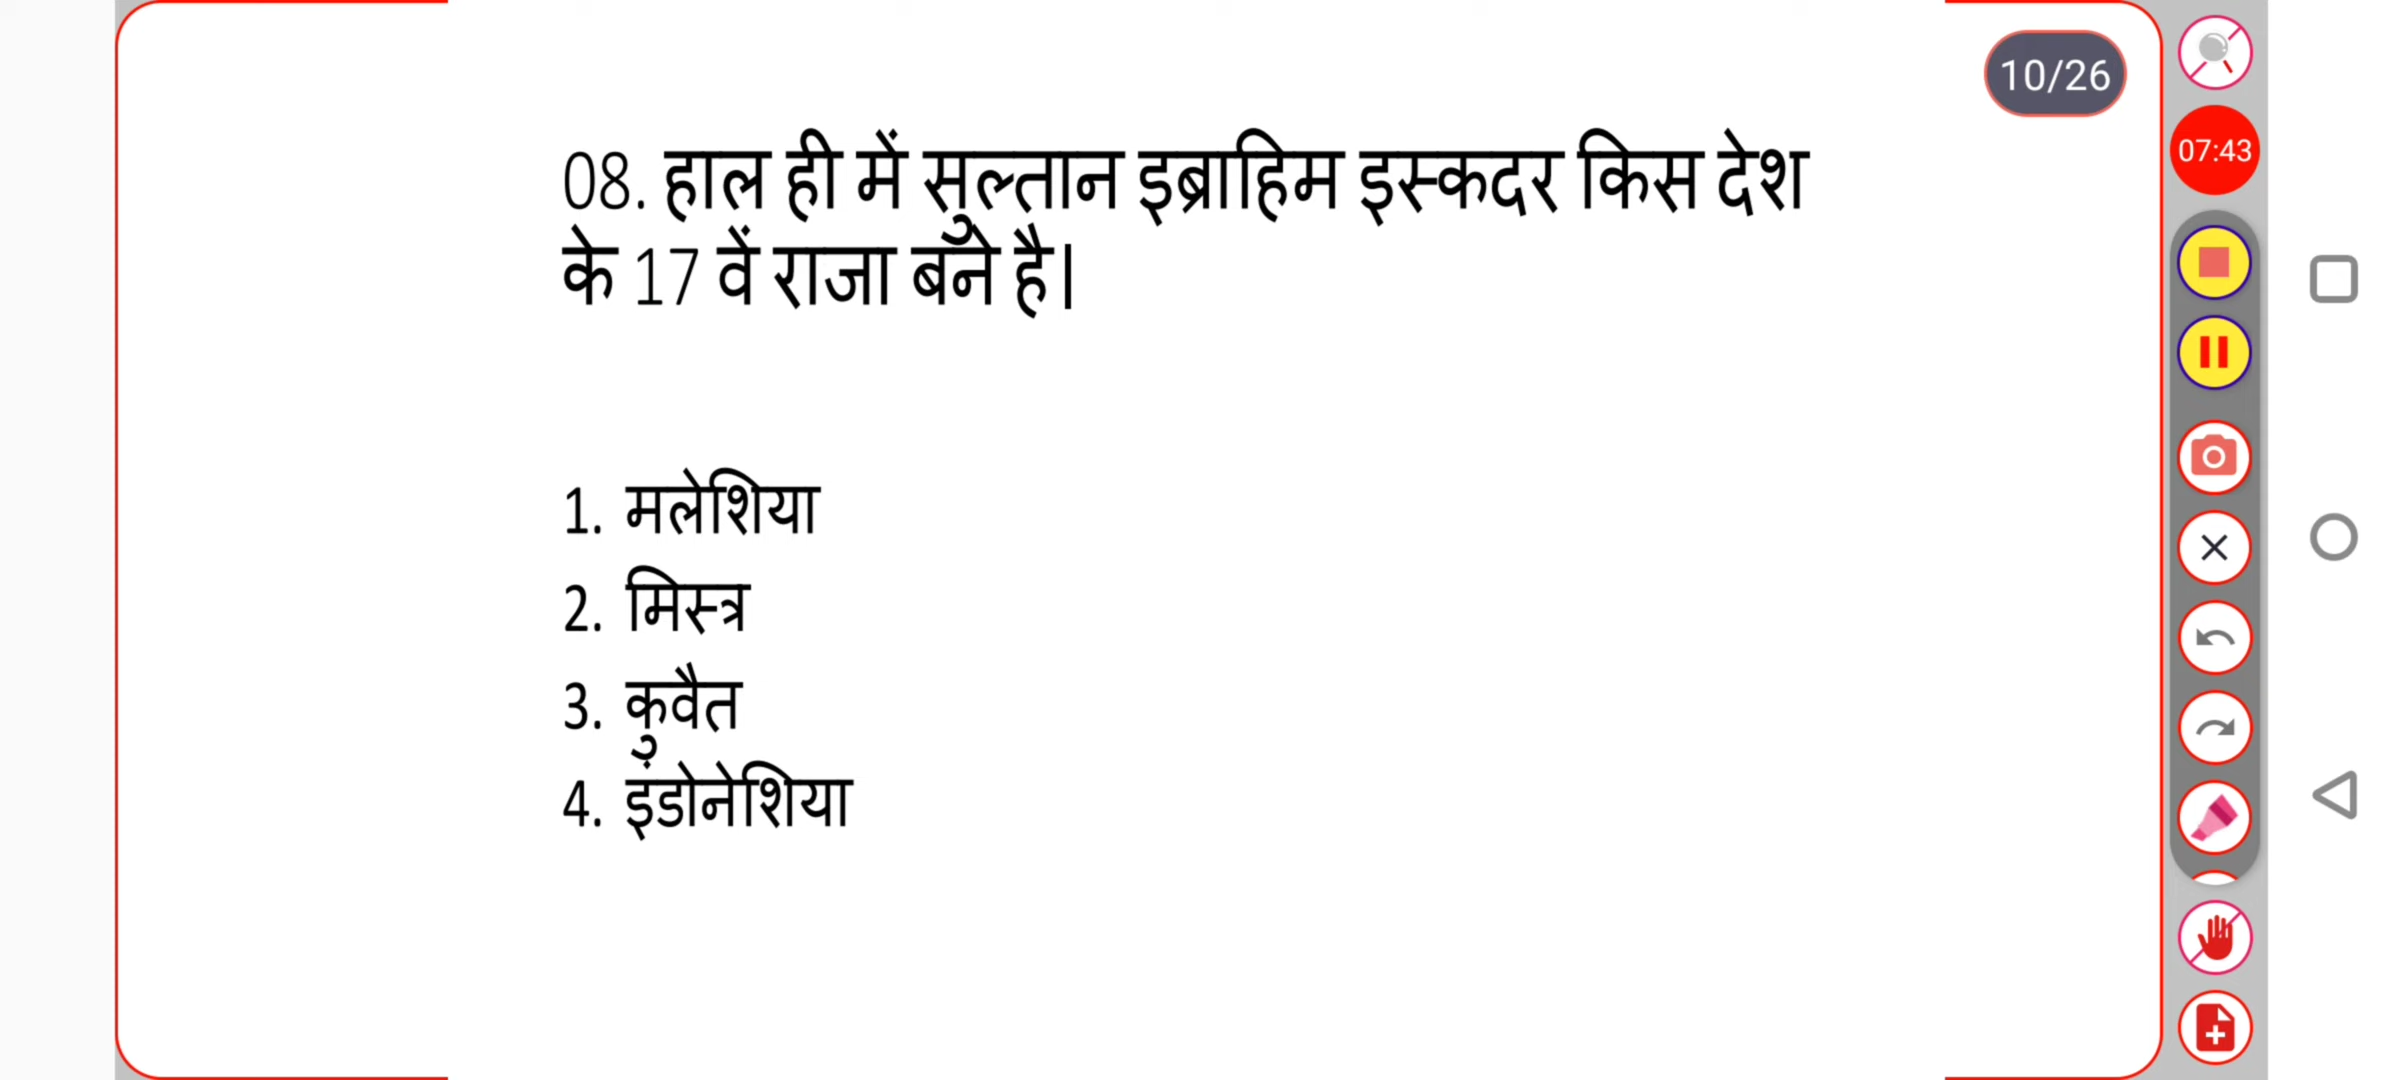 10/26
07:43
08. हाल ही में सुल्तान इब्राहिम इस्कदर किस देश
के 17 वें राजा बने है।
1. मलेशिया
2. मिस्त्र
3. कुवैत
4. इंडोनेशिया